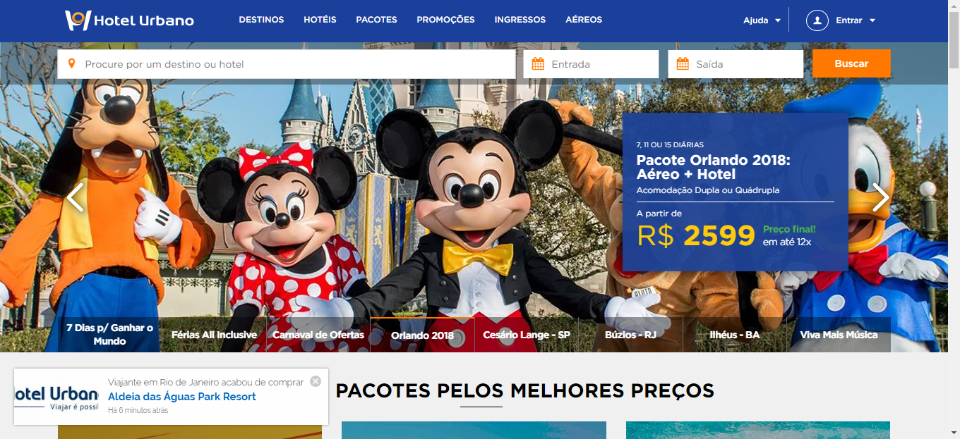 Hotel Urbano
DESTINOS HOTÉIS PACOTES PROMOÇÕES INGRESSOS AÉREOS
Ajuda Entrar
Procure por um destino ou hotel
Entrada
Saída
Buscar
7, 11 OU 15 DIÁRIAS
Pacote Orlando 2018:
Aéreo + Hotel
Acomodação Dupla ou Quádrupla
A partir de
R$ 2599 Preço final!
em até 12x
7 Dias p/ Ganhar o
Mundo
Férias All Inclusive
Carnaval de Ofertas
Orlando 2018
Cesário Lange - SP
Búzios - RJ
Ilhéus - BA
Viva Mais Música
otel Urbano
Viajar é possí
Viajante em Rio de Janeiro acabou de comprar
Aldeia das Águas Park Resort
Há 6 minutos atrás
PACOTES PELOS MELHORES PREÇOS